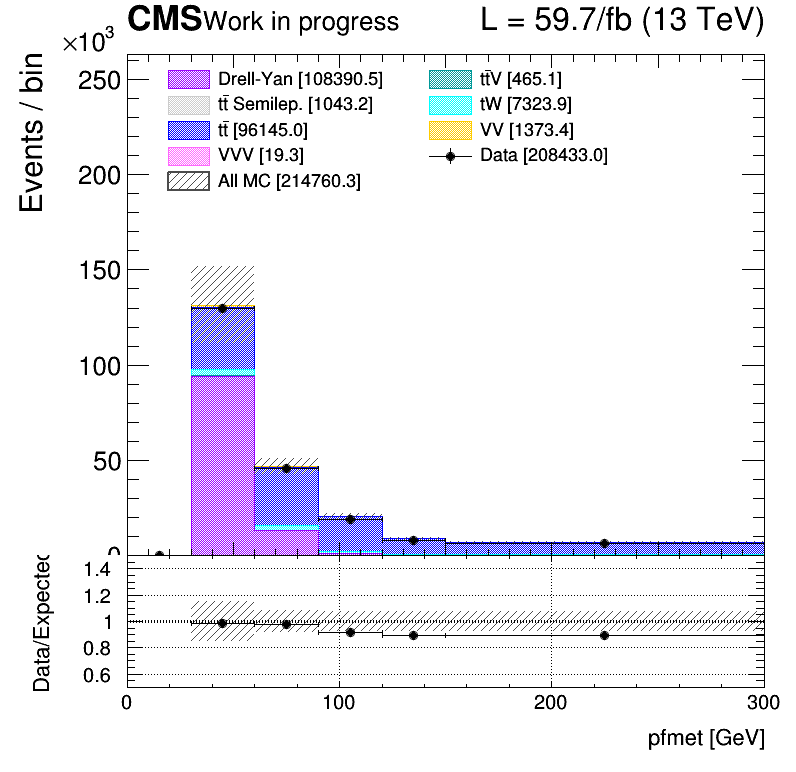 CMS Work in progress L = 59.7/fb (13 TeV)
×10³
Events / bin
250
200
150
100
50
0
Drell-Yan [108390.5]
tt̄ Semilep. [1043.2]
tt̄ [96145.0]
VVV [19.3]
All MC [214760.3]
tt̄V [465.1]
tW [7323.9]
VV [1373.4]
Data [208433.0]
Data/Expected
1.4
1.2
1
0.8
0.6
0 100 200 300
pfmet [GeV]